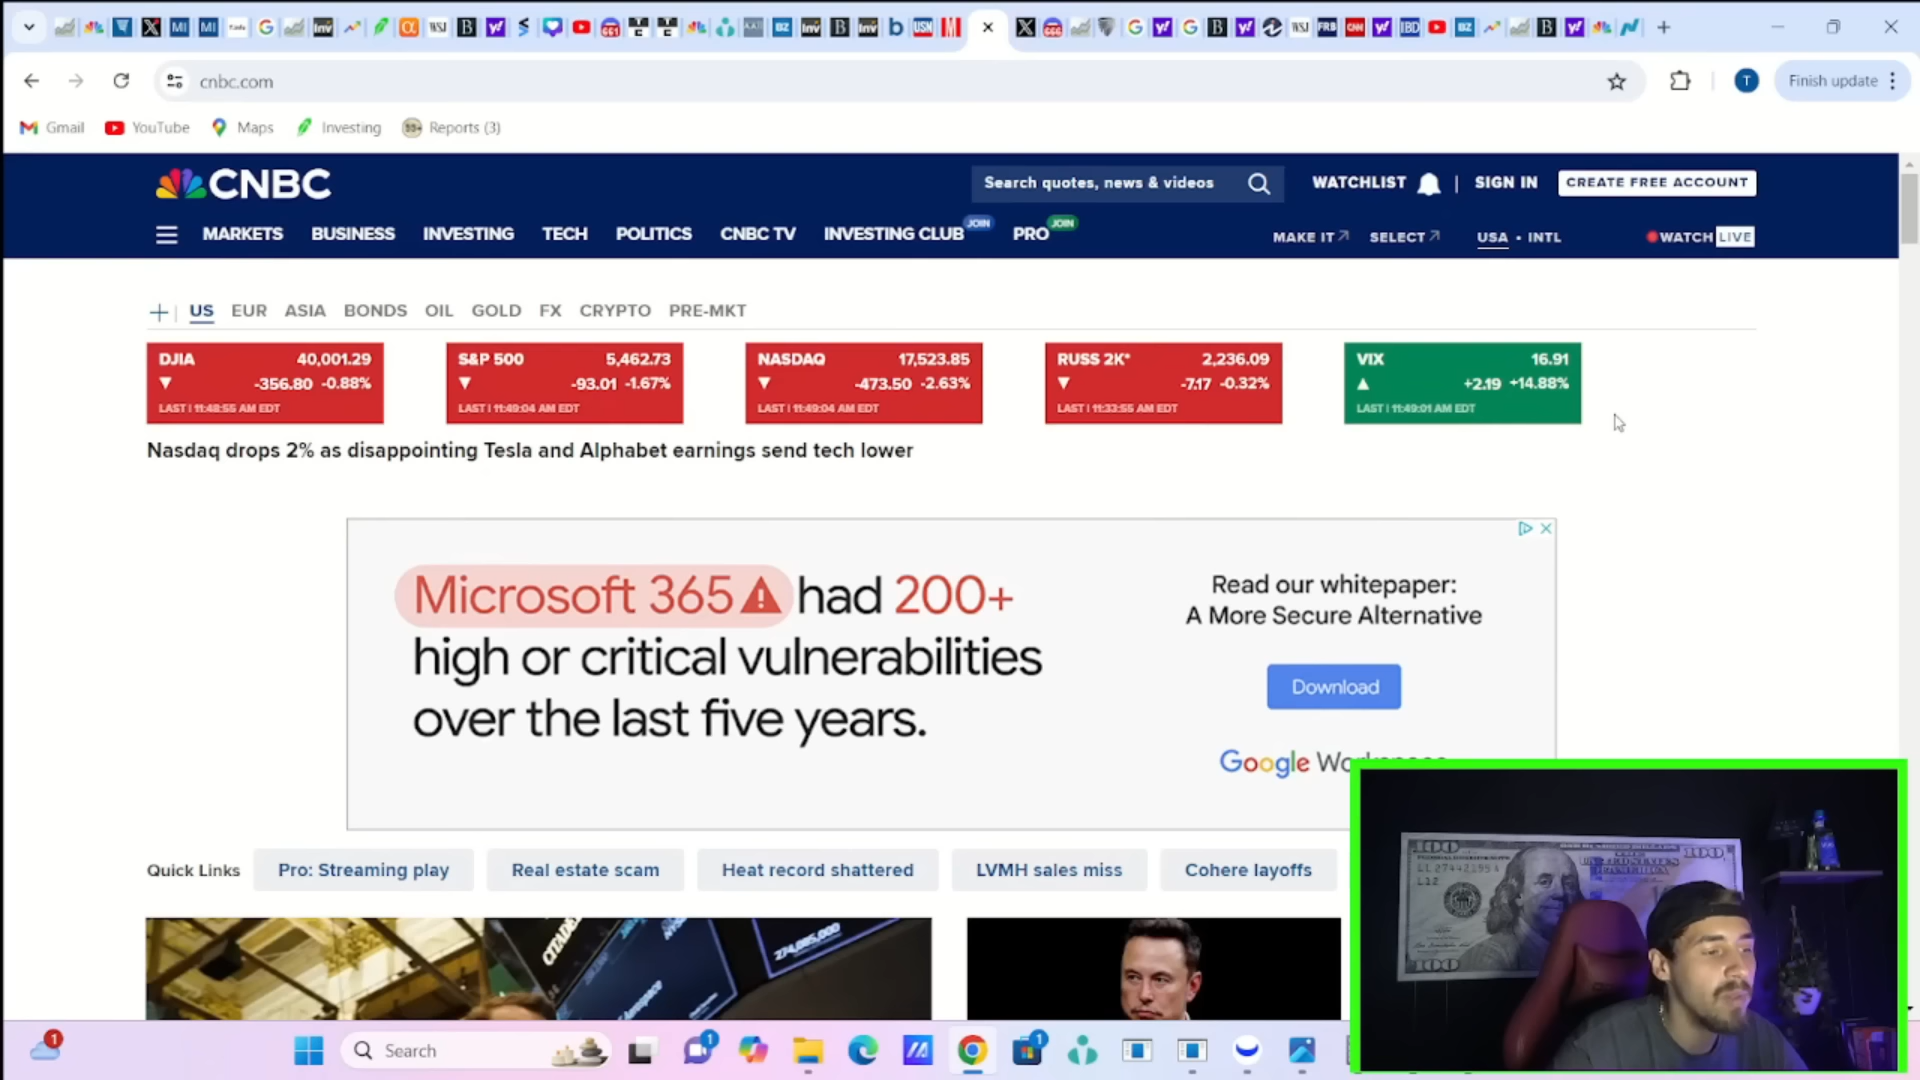 cnbc.com
Finish update
Gmail
YouTube
Maps
Investing
Reports (3)
CNBC
Search quotes, news & videos
WATCHLIST
SIGN IN
CREATE FREE ACCOUNT
MARKETS
BUSINESS
INVESTING
TECH
POLITICS
CNBC TV
INVESTING CLUB
JOIN
PRO
JOIN
MAKE IT
SELECT
USA • INTL
WATCH LIVE
US
EUR
ASIA
BONDS
OIL
GOLD
FX
CRYPTO
PRE-MKT
DJIA 40,001.29
-356.80 -0.88%
LAST | 11:48:55 AM EDT
S&P 500 5,462.73
-93.01 -1.67%
LAST | 11:49:04 AM EDT
NASDAQ 17,523.85
-473.50 -2.63%
LAST | 11:49:04 AM EDT
RUSS 2K* 2,236.09
-7.17 -0.32%
LAST | 11:33:55 AM EDT
VIX 16.91
+2.19 +14.88%
LAST | 11:49:01 AM EDT
Nasdaq drops 2% as disappointing Tesla and Alphabet earnings send tech lower
Microsoft 365 had 200+
high or critical vulnerabilities
over the last five years.
Read our whitepaper:
A More Secure Alternative
Download
Google
Quick Links
Pro: Streaming play
Real estate scam
Heat record shattered
LVMH sales miss
Cohere layoffs
CITADEL
274,085,000
100
100
100
Search